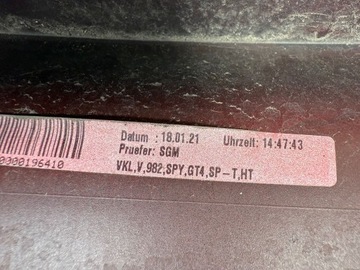 Datum : 18.01.21 Uhrzeit: 14:47:43
Pruefer: SGM
0000196410
VKL,V,982,SPY,GT4,SP-T,HT